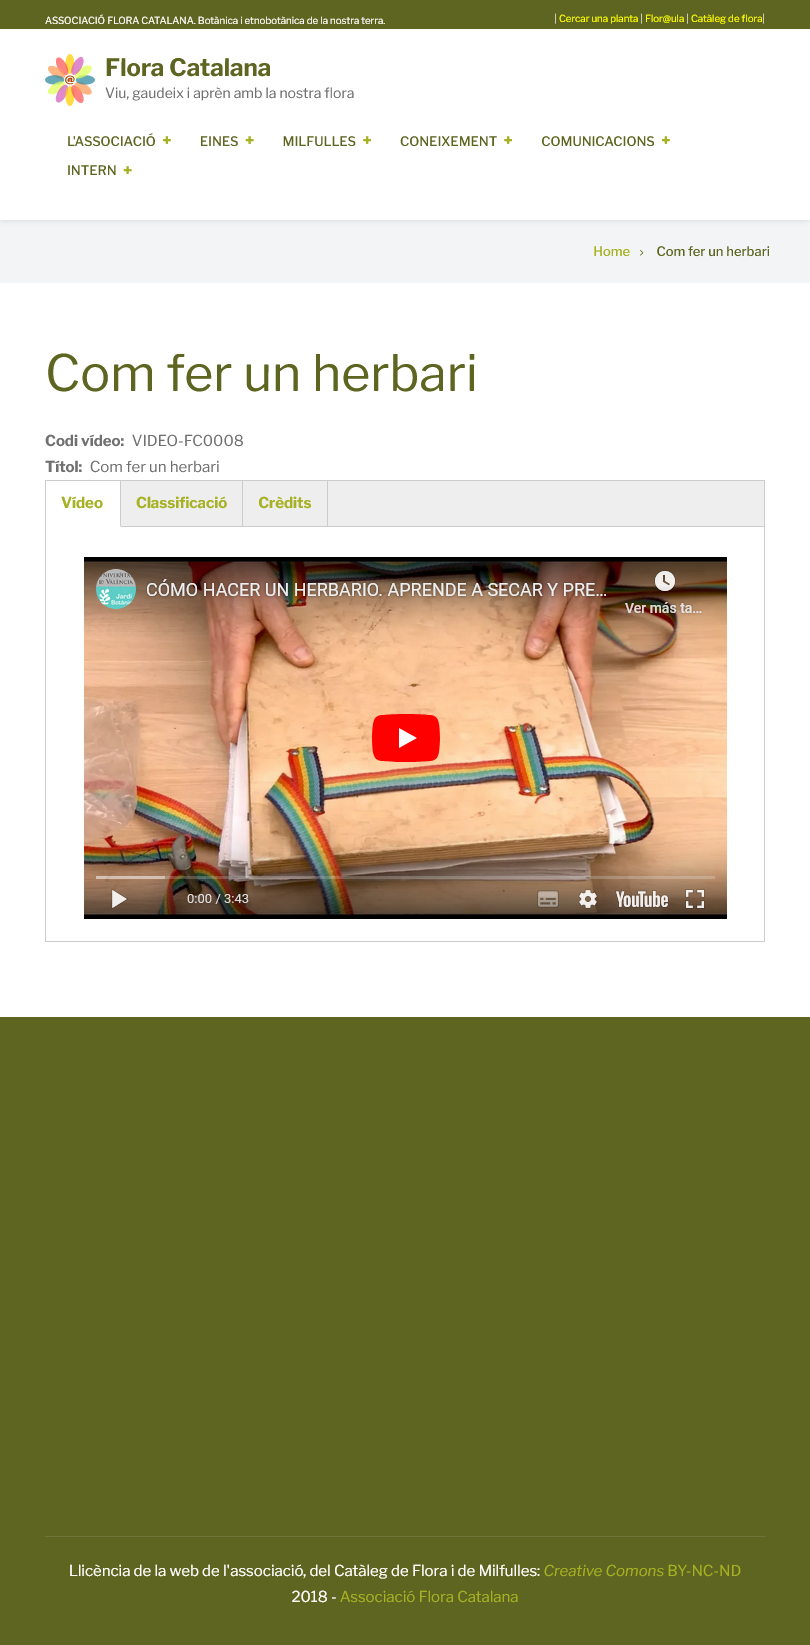 ASSOCIACIÓ FLORA CATALANA. Botànica i etnobotànica de la nostra terra.
| Cercar una planta | Flor@ula | Catàleg de flora|
Flora Catalana
Viu, gaudeix i aprèn amb la nostra flora
L'ASSOCIACIÓ + EINES + MILFULLES + CONEIXEMENT + COMUNICACIONS +
INTERN +
Home › Com fer un herbari
Com fer un herbari
Codi vídeo: VIDEO-FC0008
Títol: Com fer un herbari
Vídeo Classificació Crèdits
CÓMO HACER UN HERBARIO. APRENDE A SECAR Y PRE...
Ver más ta...
0:00 / 3:43
YouTube
Llicència de la web de l'associació, del Catàleg de Flora i de Milfulles: Creative Comons BY-NC-ND
2018 - Associació Flora Catalana